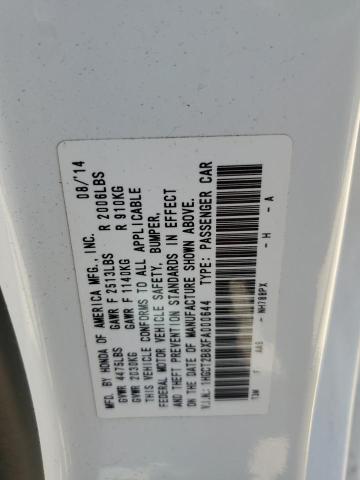 MFD. BY HONDA OF AMERICA MFG., INC. 08/'14
GVWR 4475LBS GAWR F 2513LBS R 2006LBS
GVWR 2030KG GAWR F 1140KG R 910KG
THIS VEHICLE CONFORMS TO ALL APPLICABLE
FEDERAL MOTOR VEHICLE SAFETY, BUMPER,
AND THEFT PREVENTION STANDARDS IN EFFECT
ON THE DATE OF MANUFACTURE SHOWN ABOVE.
V.I.N.: 1HGCT2B8XFA000644 TYPE: PASSENGER CAR
F AAG - NH788PX - H - A